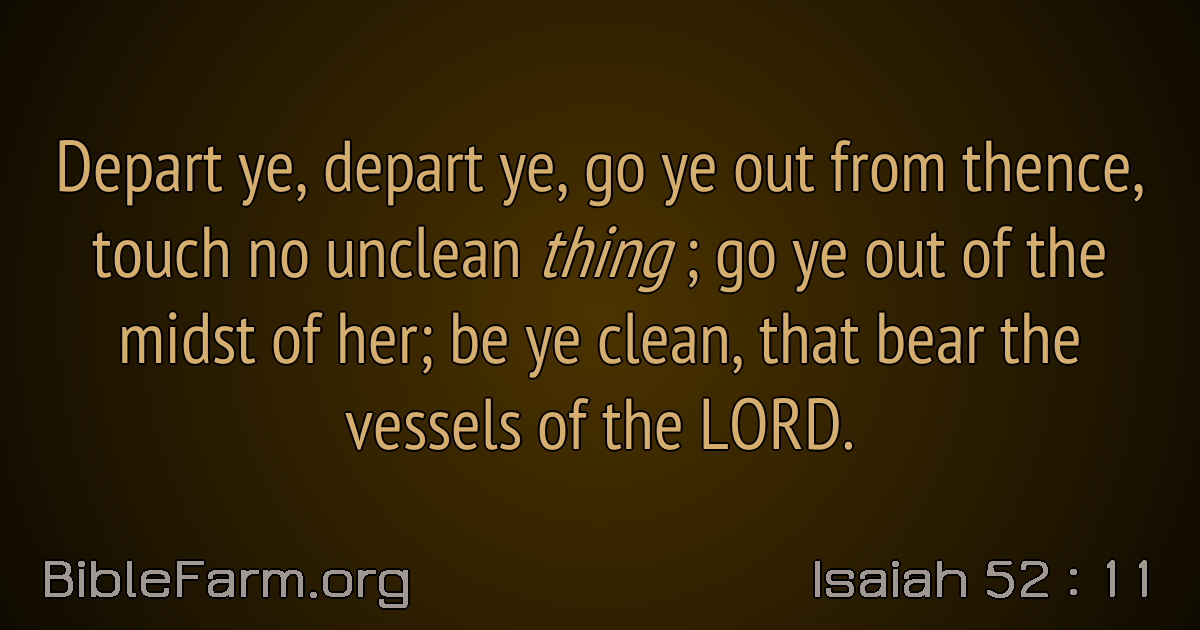 Depart ye, depart ye, go ye out from thence,
touch no unclean thing ; go ye out of the
midst of her; be ye clean, that bear the
vessels of the LORD.
BibleFarm.org
Isaiah 52 : 11